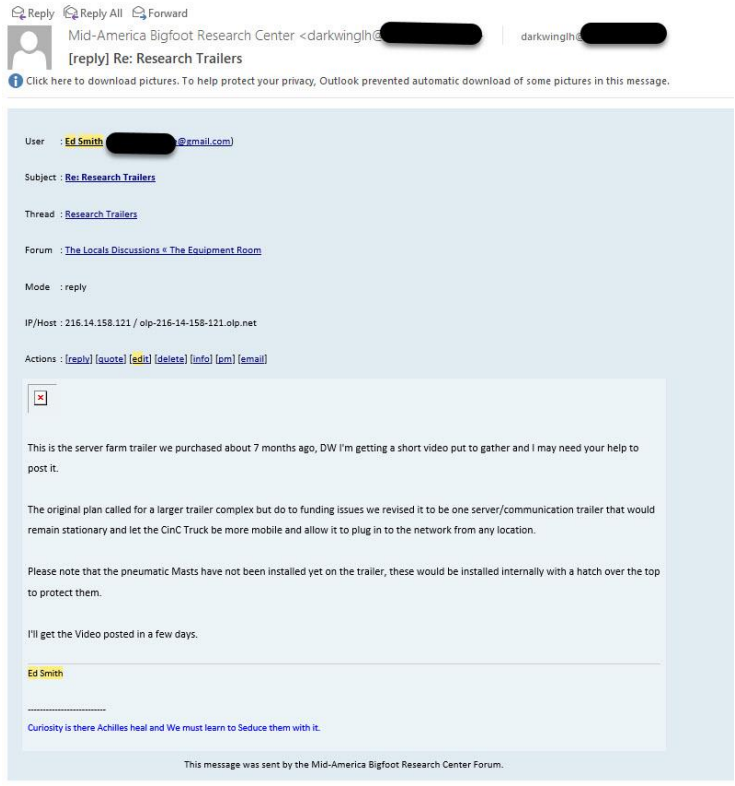 Reply Reply All Forward
Mid-America Bigfoot Research Center <darkwinglh@ darkwinglh@
[reply] Re: Research Trailers
Click here to download pictures. To help protect your privacy, Outlook prevented automatic download of some pictures in this message.
User : Ed Smith @gmail.com)
Subject : Re: Research Trailers
Thread : Research Trailers
Forum : The Locals Discussions « The Equipment Room
Mode : reply
IP/Host : 216.14.158.121 / olp-216-14-158-121.olp.net
Actions : [reply] [quote] [edit] [delete] [info] [pm] [email]
This is the server farm trailer we purchased about 7 months ago, DW I'm getting a short video put to gather and I may need your help to
post it.
The original plan called for a larger trailer complex but do to funding issues we revised it to be one server/communication trailer that would
remain stationary and let the CinC Truck be more mobile and allow it to plug in to the network from any location.
Please note that the pneumatic Masts have not been installed yet on the trailer, these would be installed internally with a hatch over the top
to protect them.
I'll get the Video posted in a few days.
Ed Smith
--------------------------
Curiosity is there Achilles heal and We must learn to Seduce them with it.
This message was sent by the Mid-America Bigfoot Research Center Forum.